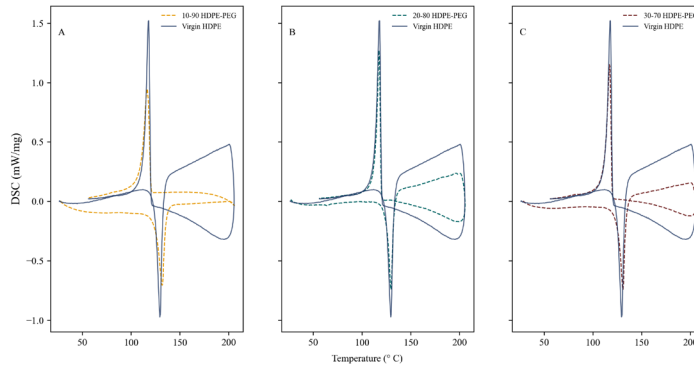 A
10-90 HDPE-PEG
Virgin HDPE
B
20-80 HDPE-PEG
Virgin HDPE
C
30-70 HDPE-PEG
Virgin HDPE
DSC (mW/mg)
1.5
1.0
0.5
0.0
−0.5
−1.0
50 100 150 200
50 100 150 200
50 100 150 200
Temperature (° C)